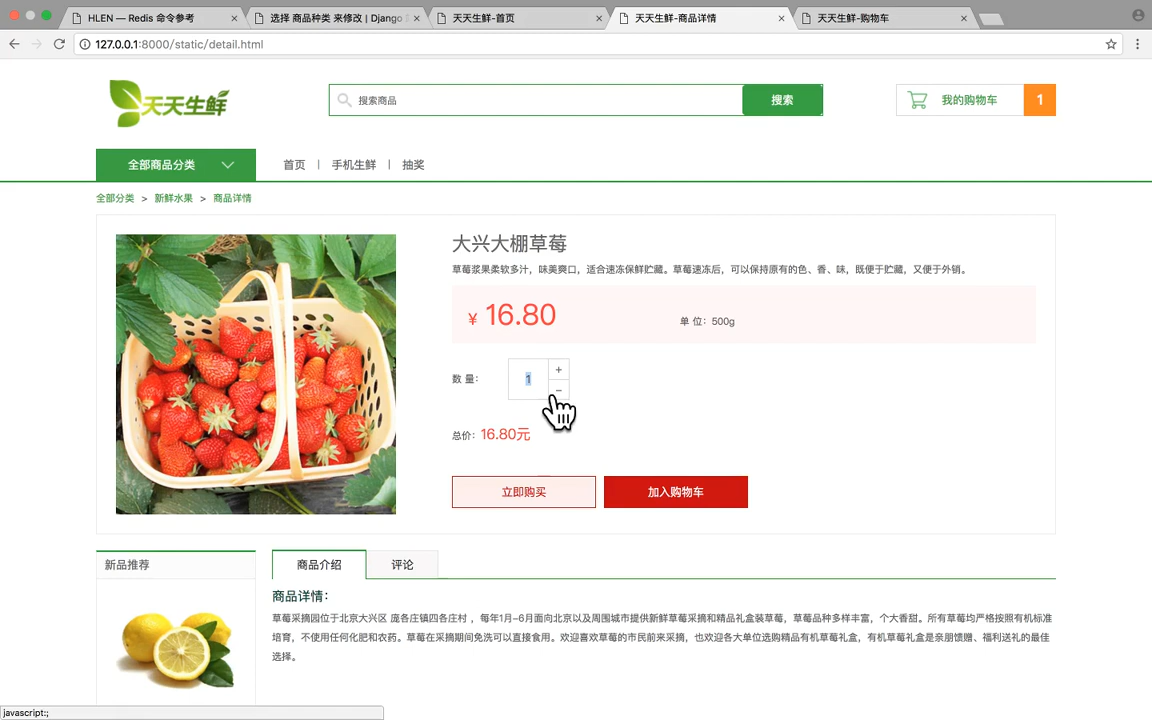 HLEN — Redis 命令参考
选择 商品种类 来修改 | Django
天天生鲜-首页
天天生鲜-商品详情
天天生鲜-购物车
127.0.0.1:8000/static/detail.html
天天生鲜
搜索商品
搜索
我的购物车
1
全部商品分类
首页 | 手机生鲜 | 抽奖
全部分类 > 新鲜水果 > 商品详情
大兴大棚草莓
草莓浆果柔软多汁，味美爽口，适合速冻保鲜贮藏。草莓速冻后，可以保持原有的色、香、味，既便于贮藏，又便于外销。
¥ 16.80
单 位：500g
数 量：
1
+
-
总价：16.80元
立即购买
加入购物车
新品推荐
商品介绍
评论
商品详情：
草莓采摘园位于北京大兴区 庞各庄镇四各庄村 ，每年1月-6月面向北京以及周围城市提供新鲜草莓采摘和精品礼盒装草莓，草莓品种多样丰富，个大香甜。所有草莓均严格按照有机标准
培育，不使用任何化肥和农药。草莓在采摘期间免洗可以直接食用。欢迎喜欢草莓的市民前来采摘，也欢迎各大单位选购精品有机草莓礼盒，有机草莓礼盒是亲朋馈赠、福利送礼的最佳
选择。
javascript:;